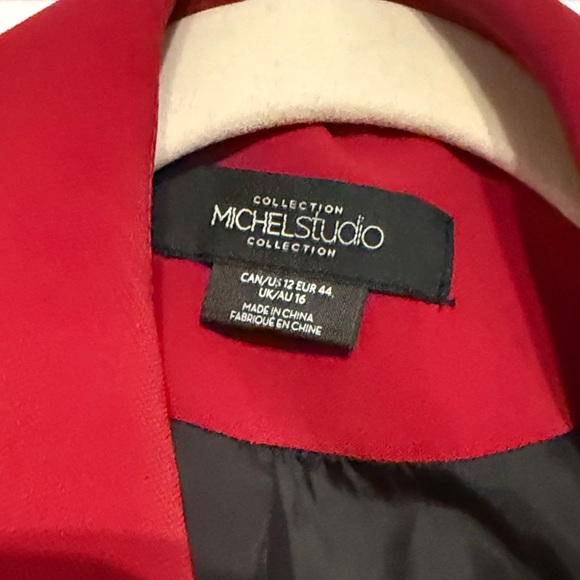 COLLECTION
MICHELstudio
COLLECTION
CAN/US 12 EUR 44
UK/AU 16
MADE IN CHINA
FABRIQUÉ EN CHINE